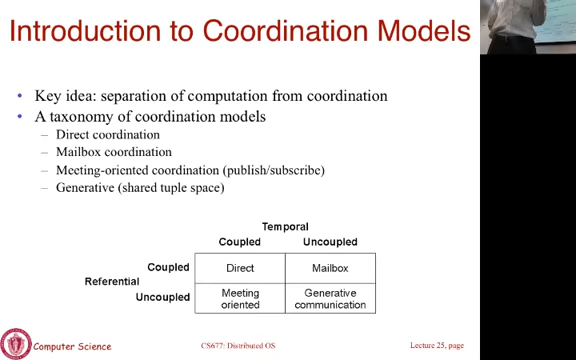 Introduction to Coordination Models
• Key idea: separation of computation from coordination
• A taxonomy of coordination models
– Direct coordination
– Mailbox coordination
– Meeting-oriented coordination (publish/subscribe)
– Generative (shared tuple space)
Temporal
Coupled Uncoupled
Referential
Coupled Direct Mailbox
Uncoupled Meeting oriented Generative communication
Computer Science CS677: Distributed OS Lecture 25, page